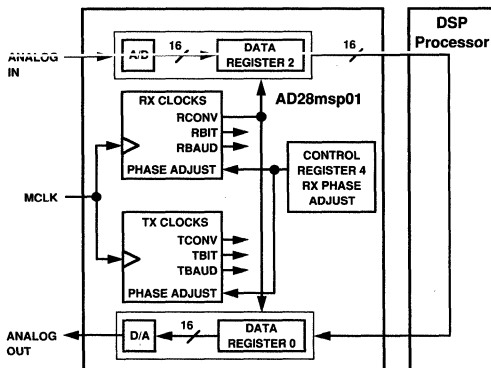 DSP
Processor
ANALOG
IN
A/D
16
DATA
REGISTER 2
16
AD28msp01
RX CLOCKS
RCONV
RBIT
RBAUD
PHASE ADJUST
CONTROL
REGISTER 4
RX PHASE
ADJUST
MCLK
TX CLOCKS
TCONV
TBIT
TBAUD
PHASE ADJUST
ANALOG
OUT
D/A
16
DATA
REGISTER 0